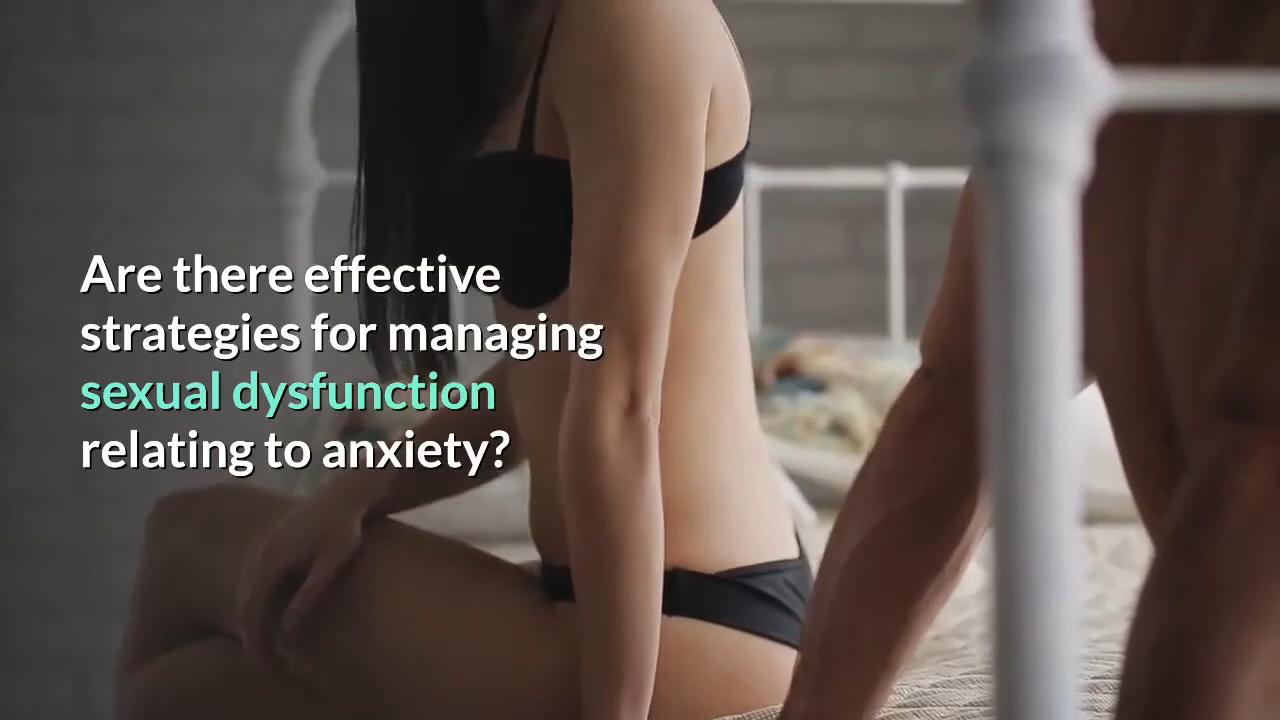 Are there effective
strategies for managing
sexual dysfunction
relating to anxiety?